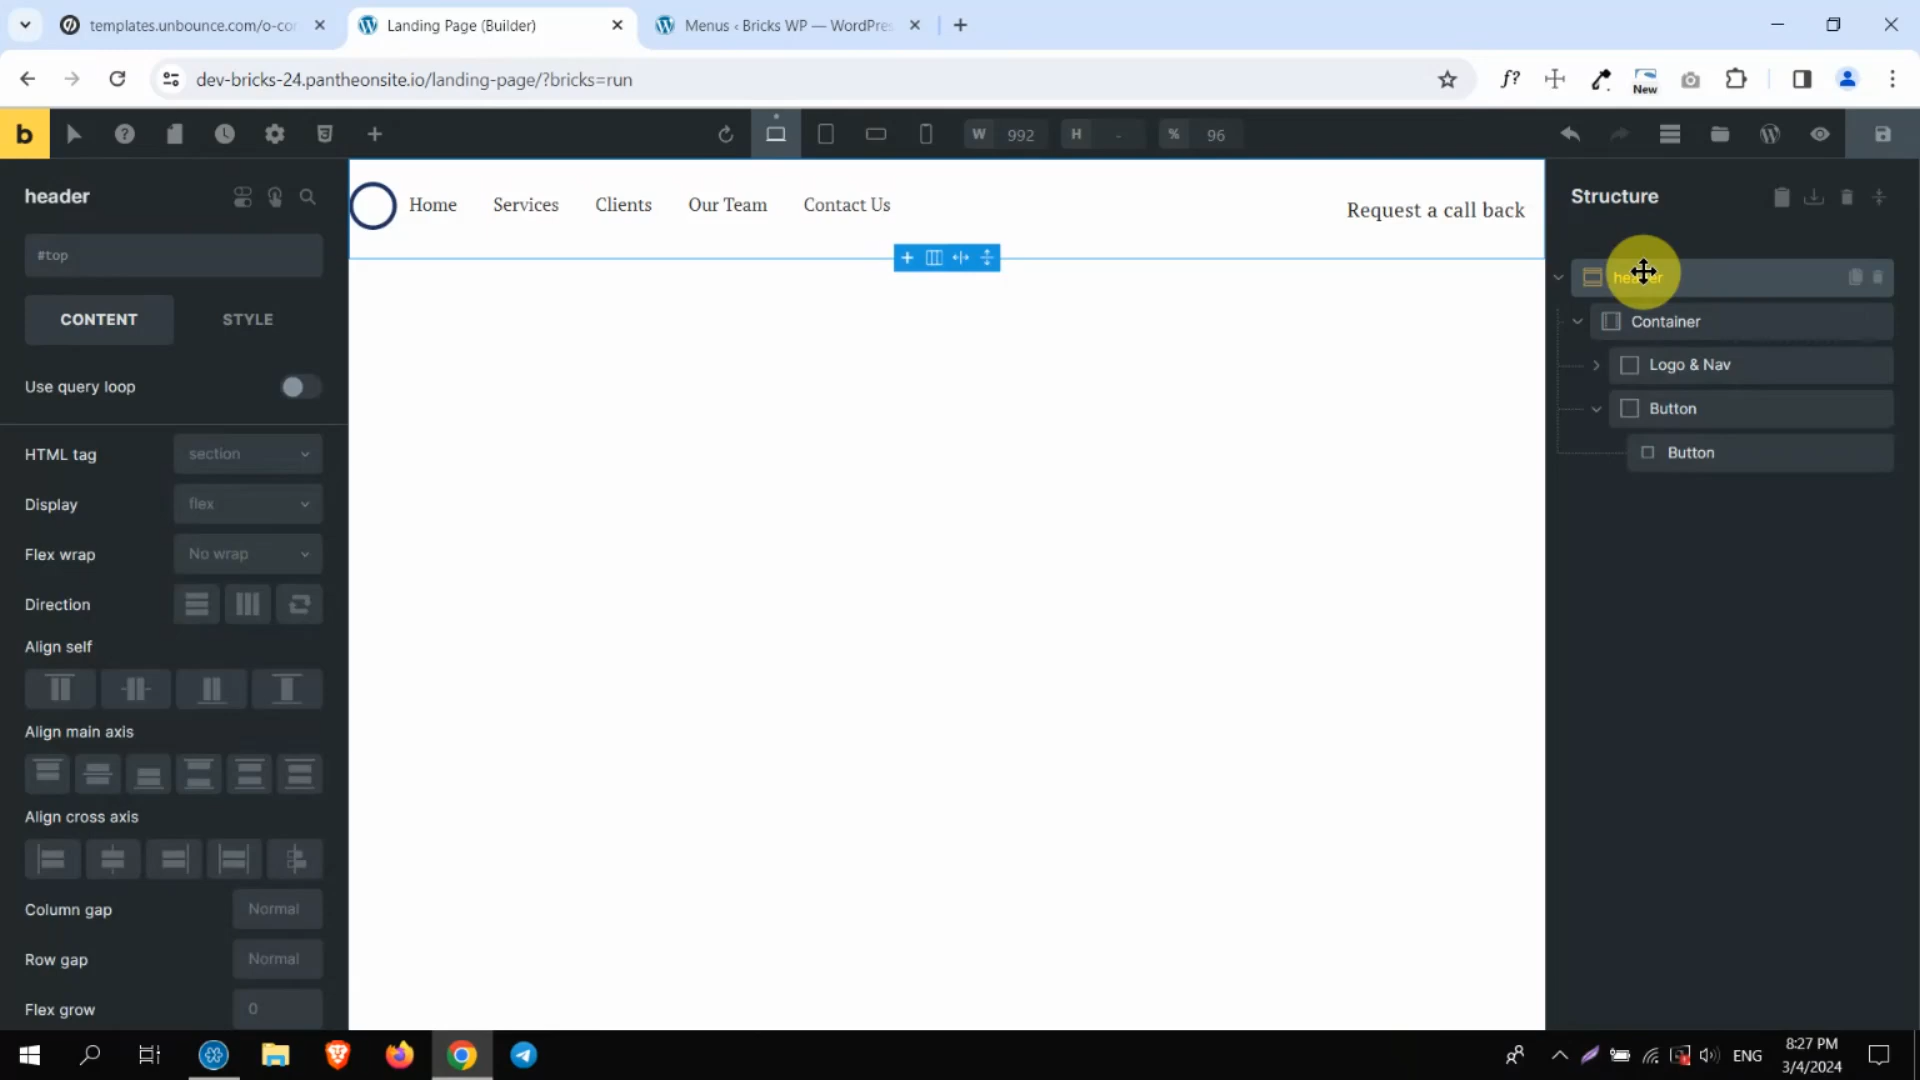 templates.unbounce.com/o-cor
Landing Page (Builder)
Menus ‹ Bricks WP — WordPres
dev-bricks-24.pantheonsite.io/landing-page/?bricks=run
f?
New
b
W 992
H -
% 96
header
#top
CONTENT
STYLE
Use query loop
HTML tag
section
Display
flex
Flex wrap
No wrap
Direction
Align self
Align main axis
Align cross axis
Column gap
Normal
Row gap
Normal
Flex grow
0
Home
Services
Clients
Our Team
Contact Us
Request a call back
Structure
header
Container
Logo & Nav
Button
Button
ENG
8:27 PM
3/4/2024